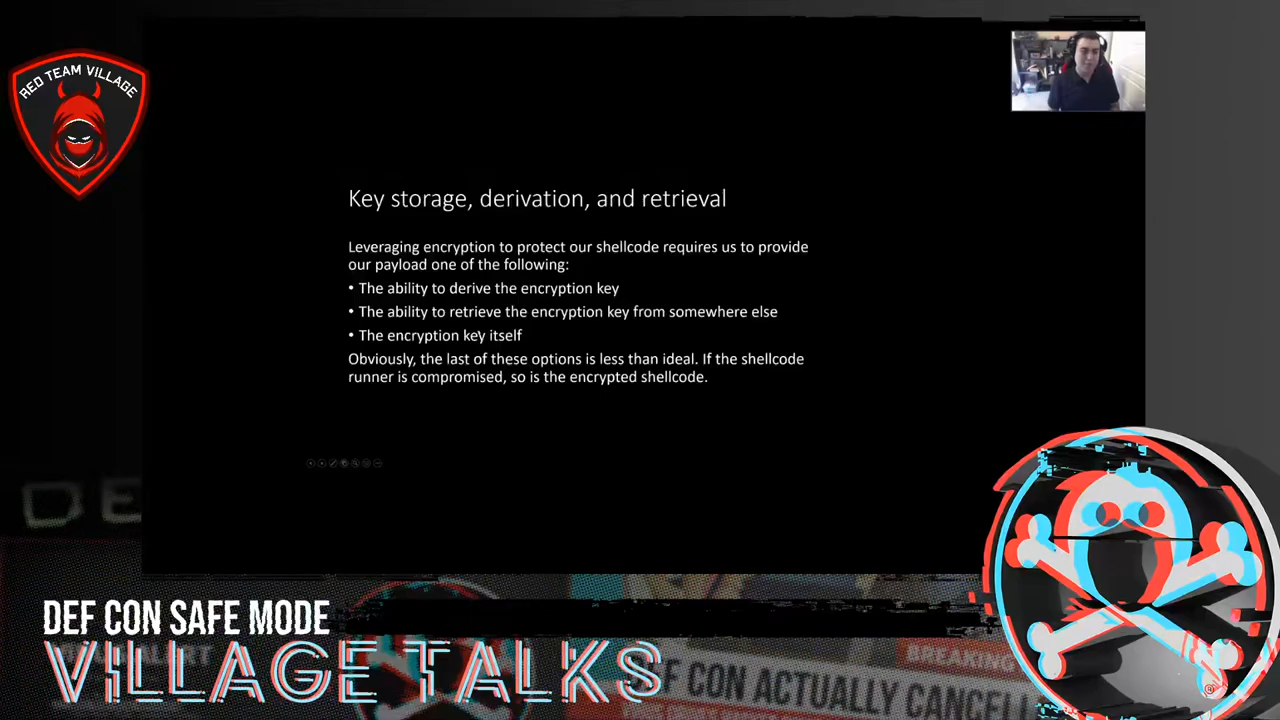 RED TEAM VILLAGE
Key storage, derivation, and retrieval
Leveraging encryption to protect our shellcode requires us to provide
our payload one of the following:
• The ability to derive the encryption key
• The ability to retrieve the encryption key from somewhere else
• The encryption key itself
Obviously, the last of these options is less than ideal. If the shellcode
runner is compromised, so is the encrypted shellcode.
DE
DEF CON SAFE MODE
VILLAGE TALKS
BREAKING
DEF CON ACTUALLY CANCELL